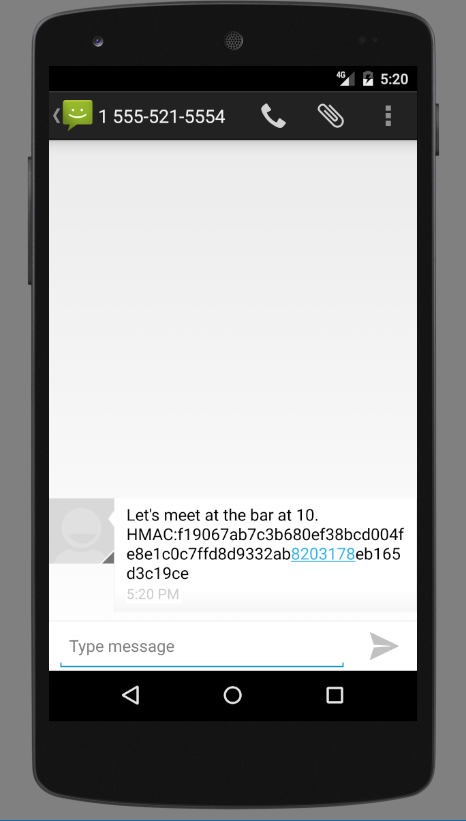 4G 5:20
1 555-521-5554
Let's meet at the bar at 10.
HMAC:f19067ab7c3b680ef38bcd004f
e8e1c0c7ffd8d9332ab8203178eb165
d3c19ce
5:20 PM
Type message